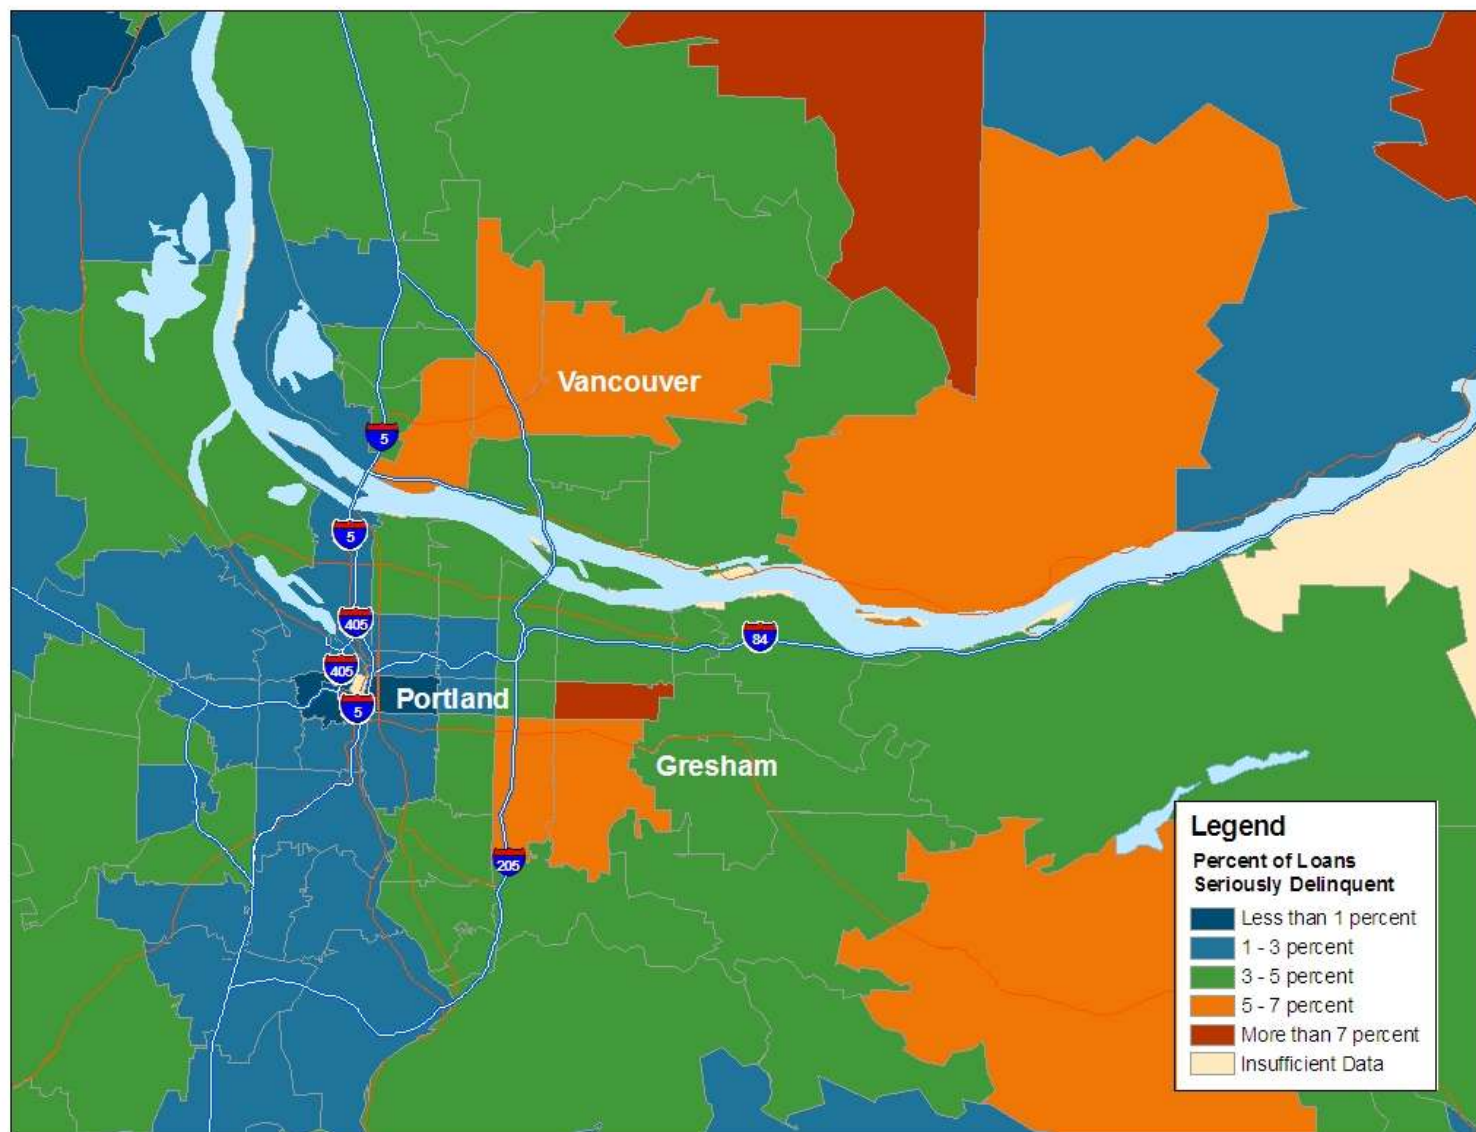 Vancouver
5
5
405
84
405
Portland
5
Gresham
205
Legend
Percent of Loans
Seriously Delinquent
Less than 1 percent
1 - 3 percent
3 - 5 percent
5 - 7 percent
More than 7 percent
Insufficient Data